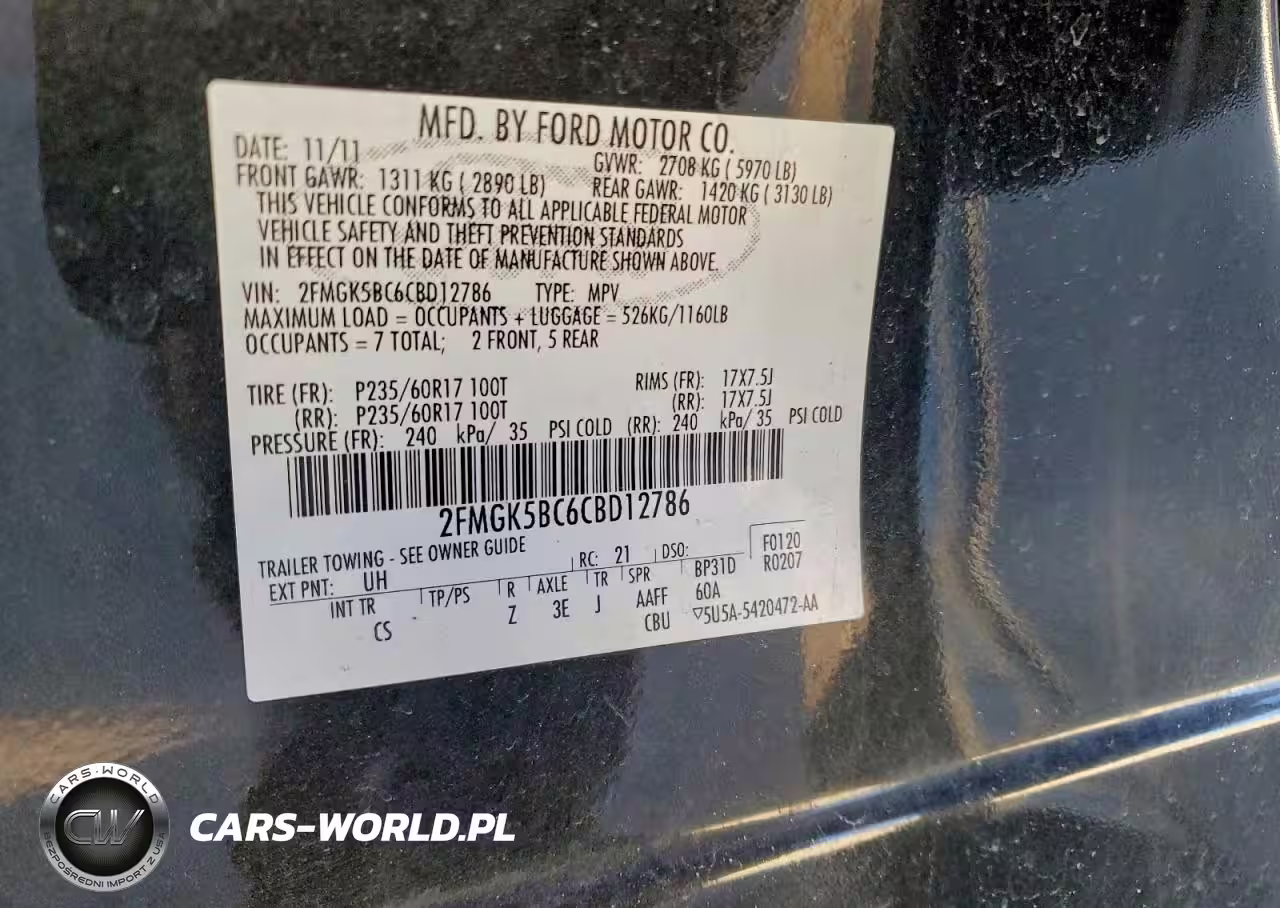 MFD. BY FORD MOTOR CO.
DATE: 11/11 GVWR: 2708 KG ( 5970 LB)
FRONT GAWR: 1311 KG ( 2890 LB) REAR GAWR: 1420 KG ( 3130 LB)
THIS VEHICLE CONFORMS TO ALL APPLICABLE FEDERAL MOTOR
VEHICLE SAFETY AND THEFT PREVENTION STANDARDS
IN EFFECT ON THE DATE OF MANUFACTURE SHOWN ABOVE.
VIN: 2FMGK5BC6CBD12786 TYPE: MPV
MAXIMUM LOAD = OCCUPANTS + LUGGAGE = 526KG/1160LB
OCCUPANTS = 7 TOTAL; 2 FRONT, 5 REAR
TIRE (FR): P235/60R17 100T RIMS (FR): 17X7.5J
(RR): P235/60R17 100T (RR): 17X7.5J
PRESSURE (FR): 240 kPa/ 35 PSI COLD (RR): 240 kPa/ 35 PSI COLD
2FMGK5BC6CBD12786
TRAILER TOWING - SEE OWNER GUIDE
EXT PNT: UH RC: 21 DSO: F0120
R0207
INT TR TP/PS R AXLE TR SPR BP31D
CS Z 3E J AAFF 60A
CBU ▽5U5A-5420472-AA
CARS-WORLD
CW
BEZPOŚREDNI IMPORT Z USA
CARS-WORLD.PL